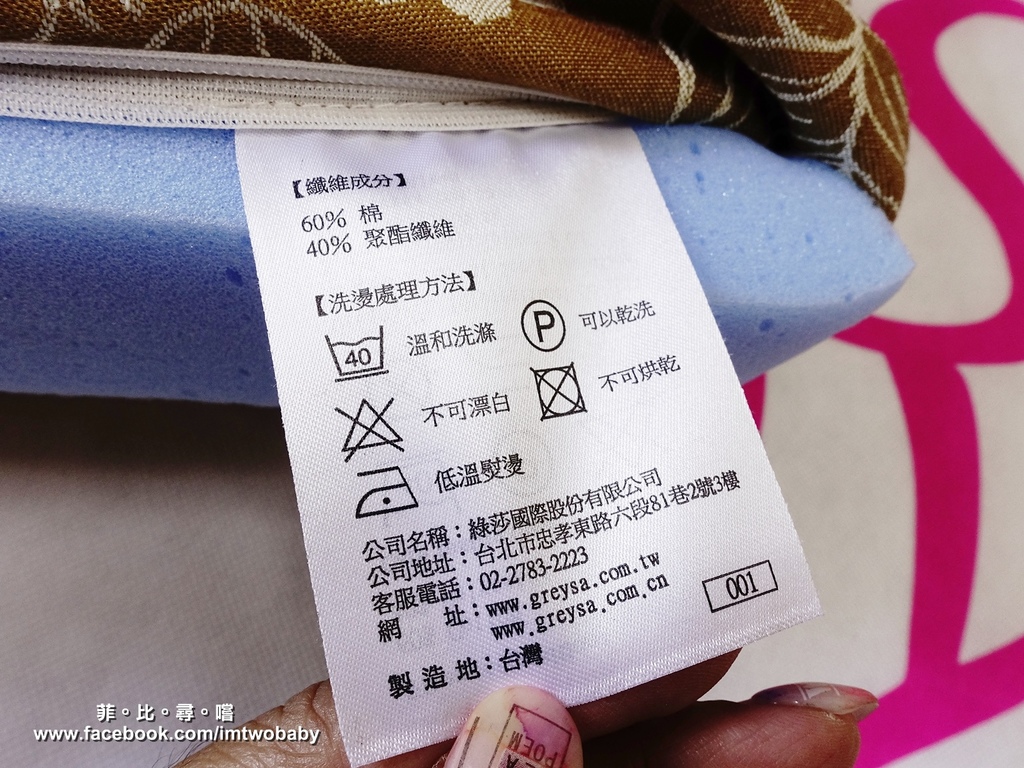 【纖維成分】
60% 棉
40% 聚酯纖維
【洗燙處理方法】
40 溫和洗滌 P 可以乾洗
不可漂白 不可烘乾
低溫熨燙
公司名稱：綠莎國際股份有限公司
公司地址：台北市忠孝東路六段81巷2號3樓
客服電話：02-2783-2223
網 址：www.greysa.com.tw
www.greysa.com.cn
001
製造地：台灣
POEM
菲。比。尋。嚐
www.facebook.com/imtwobaby